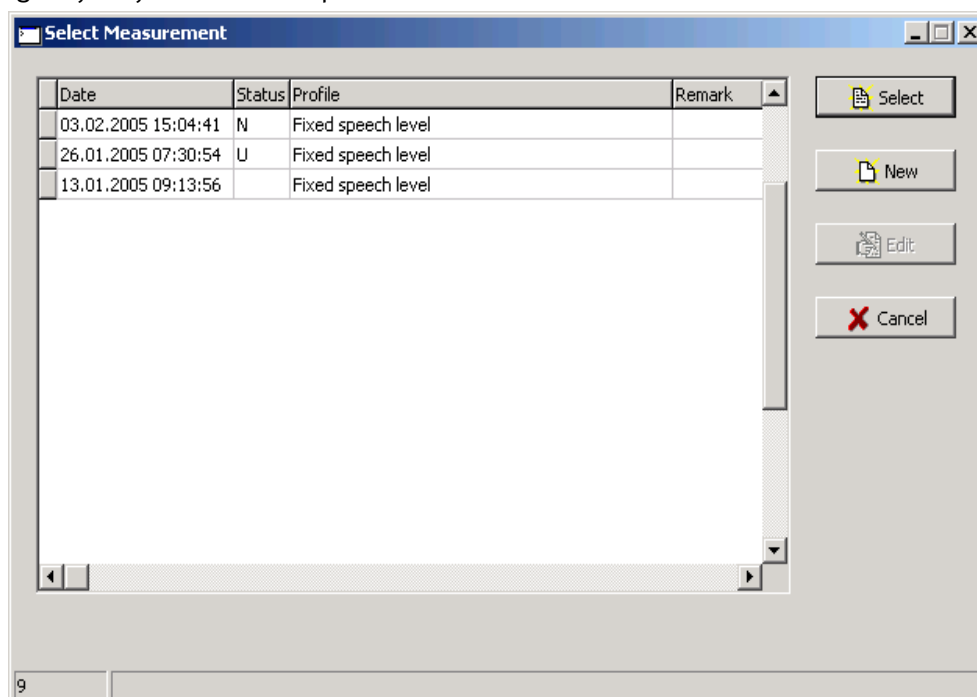 Select Measurement
Date Status Profile Remark
03.02.2005 15:04:41 N Fixed speech level
26.01.2005 07:30:54 U Fixed speech level
13.01.2005 09:13:56 Fixed speech level
Select
New
Edit
Cancel
9